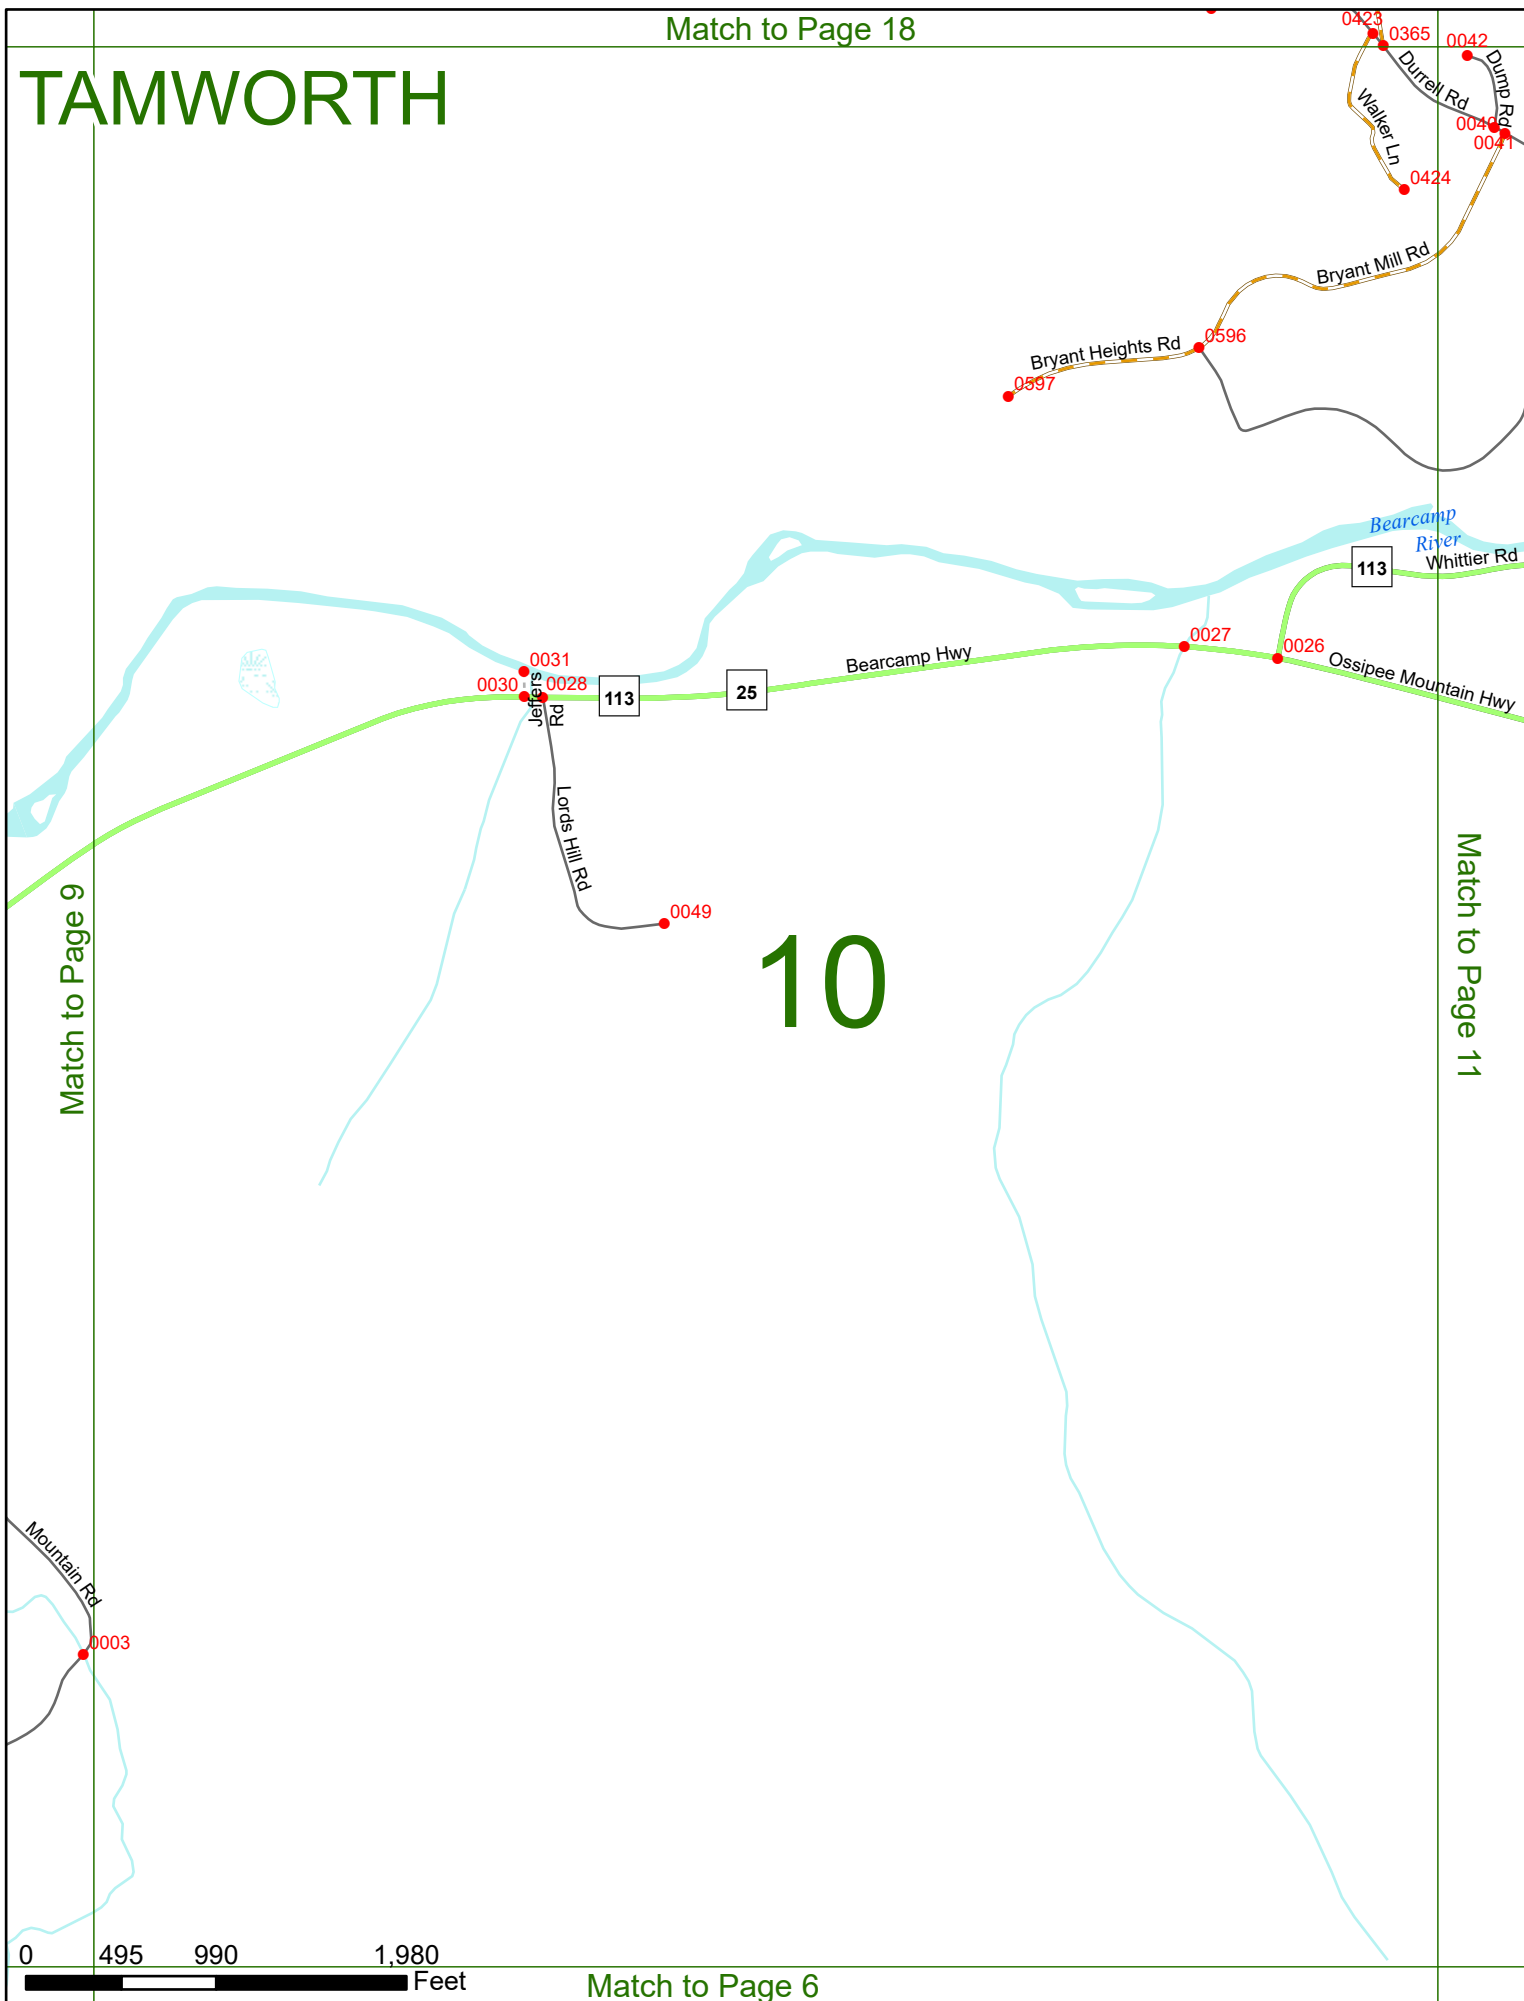 Match to Page 18
TAMWORTH
0423
0365
0042
Durrell Rd
Dump Rd
Walker Ln
0040
0041
0424
Bryant Mill Rd
0596
Bryant Heights Rd
0597
Bearcamp
River
Whittier Rd
113
0027
0026
Bearcamp Hwy
Ossipee Mountain Hwy
0031
0030
0028
Jeffers
Rd
113
25
Lords Hill Rd
0049
10
Match to Page 9
Match to Page 11
Mountain Rd
0003
0 495 990 1,980
Feet
Match to Page 6